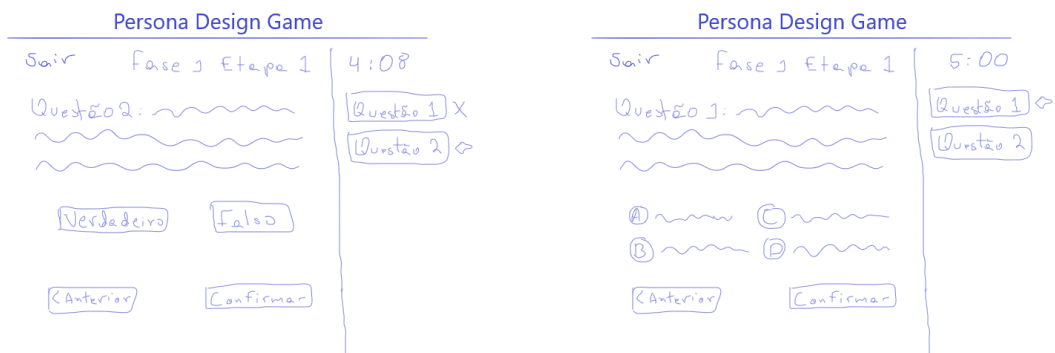 Persona Design Game
Sair Fase 1 Etapa 1 4:08
Questão 2:
Questão 1 X
Questão 2
Verdadeiro Falso
<Anterior Confirmar
Persona Design Game
Sair Fase 1 Etapa 1 5:00
Questão 1:
Questão 1
Questão 2
A C
B D
<Anterior Confirmar